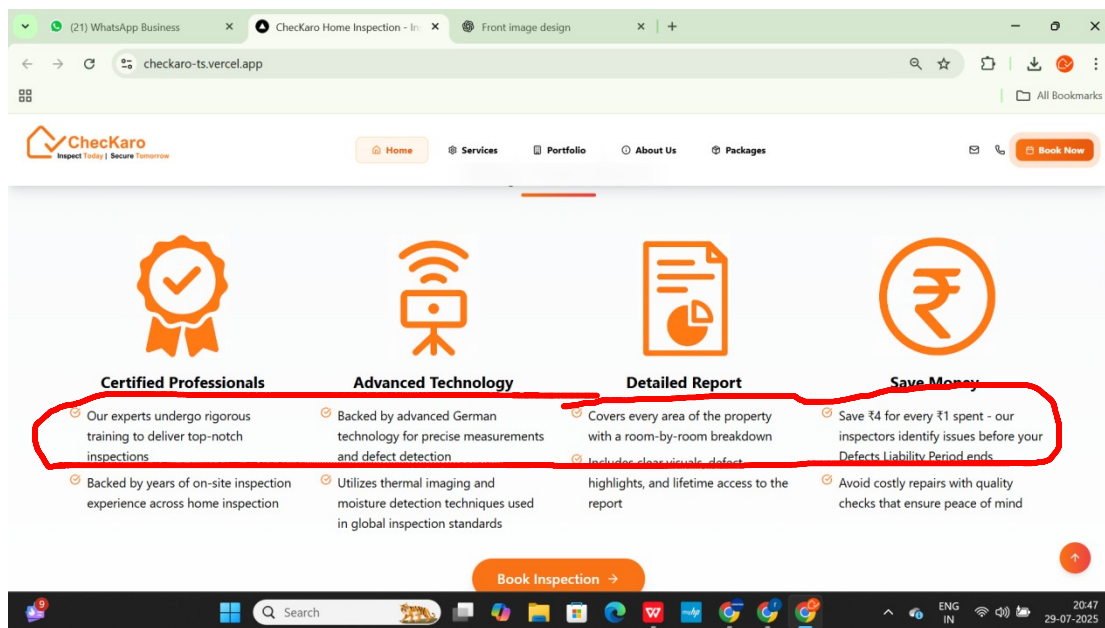 (21) WhatsApp Business
ChecKaro Home Inspection - In
Front image design
checkaro-ts.vercel.app
All Bookmarks
ChecKaro
Inspect Today | Secure Tomorrow
Home
Services
Portfolio
About Us
Packages
Book Now
Certified Professionals
Our experts undergo rigorous
training to deliver top-notch
inspections
Backed by years of on-site inspection
experience across home inspection
Advanced Technology
Backed by advanced German
technology for precise measurements
and defect detection
Utilizes thermal imaging and
moisture detection techniques used
in global inspection standards
Detailed Report
Covers every area of the property
with a room-by-room breakdown
Includes clear visuals, defect
highlights, and lifetime access to the
report
Save Money
Save ₹4 for every ₹1 spent - our
inspectors identify issues before your
Defects Liability Period ends
Avoid costly repairs with quality
checks that ensure peace of mind
Book Inspection
9
Search
ENG
IN
20:47
29-07-2025